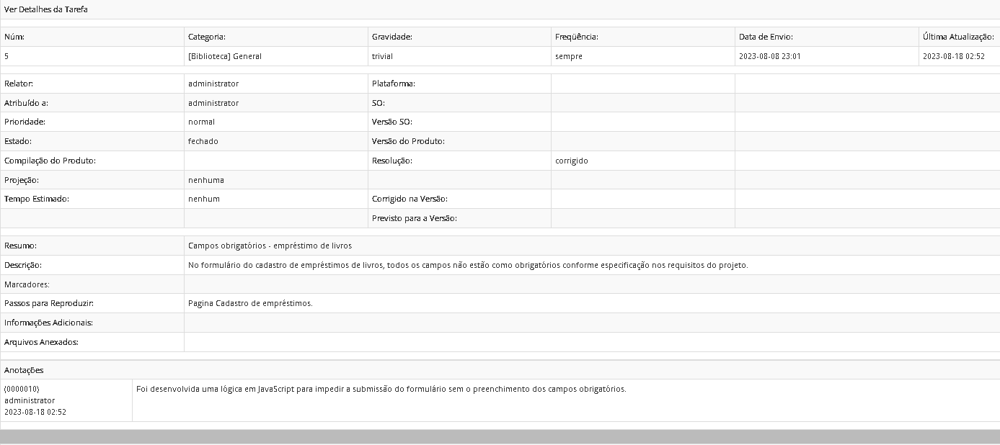 Ver Detalhes da Tarefa
Núm: Categoria: Gravidade: Freqüência: Data de Envio: Última Atualização:
5 [Biblioteca] General trivial sempre 2023-08-08 23:01 2023-08-18 02:52
Relator: administrator Plataforma:
Atribuído a: administrator SO:
Prioridade: normal Versão SO:
Estado: fechado Versão do Produto:
Compilação do Produto: Resolução: corrigido
Projeção: nenhuma
Tempo Estimado: nenhum Corrigido na Versão:
Previsto para a Versão:
Resumo: Campos obrigatórios - empréstimo de livros
Descrição: No formulário do cadastro de empréstimos de livros, todos os campos não estão como obrigatórios conforme especificação nos requisitos do projeto.
Marcadores:
Passos para Reproduzir: Pagina Cadastro de empréstimos.
Informações Adicionais:
Arquivos Anexados:
Anotações
(0000010) Foi desenvolvida uma lógica em JavaScript para impedir a submissão do formulário sem o preenchimento dos campos obrigatórios.
administrator
2023-08-18 02:52